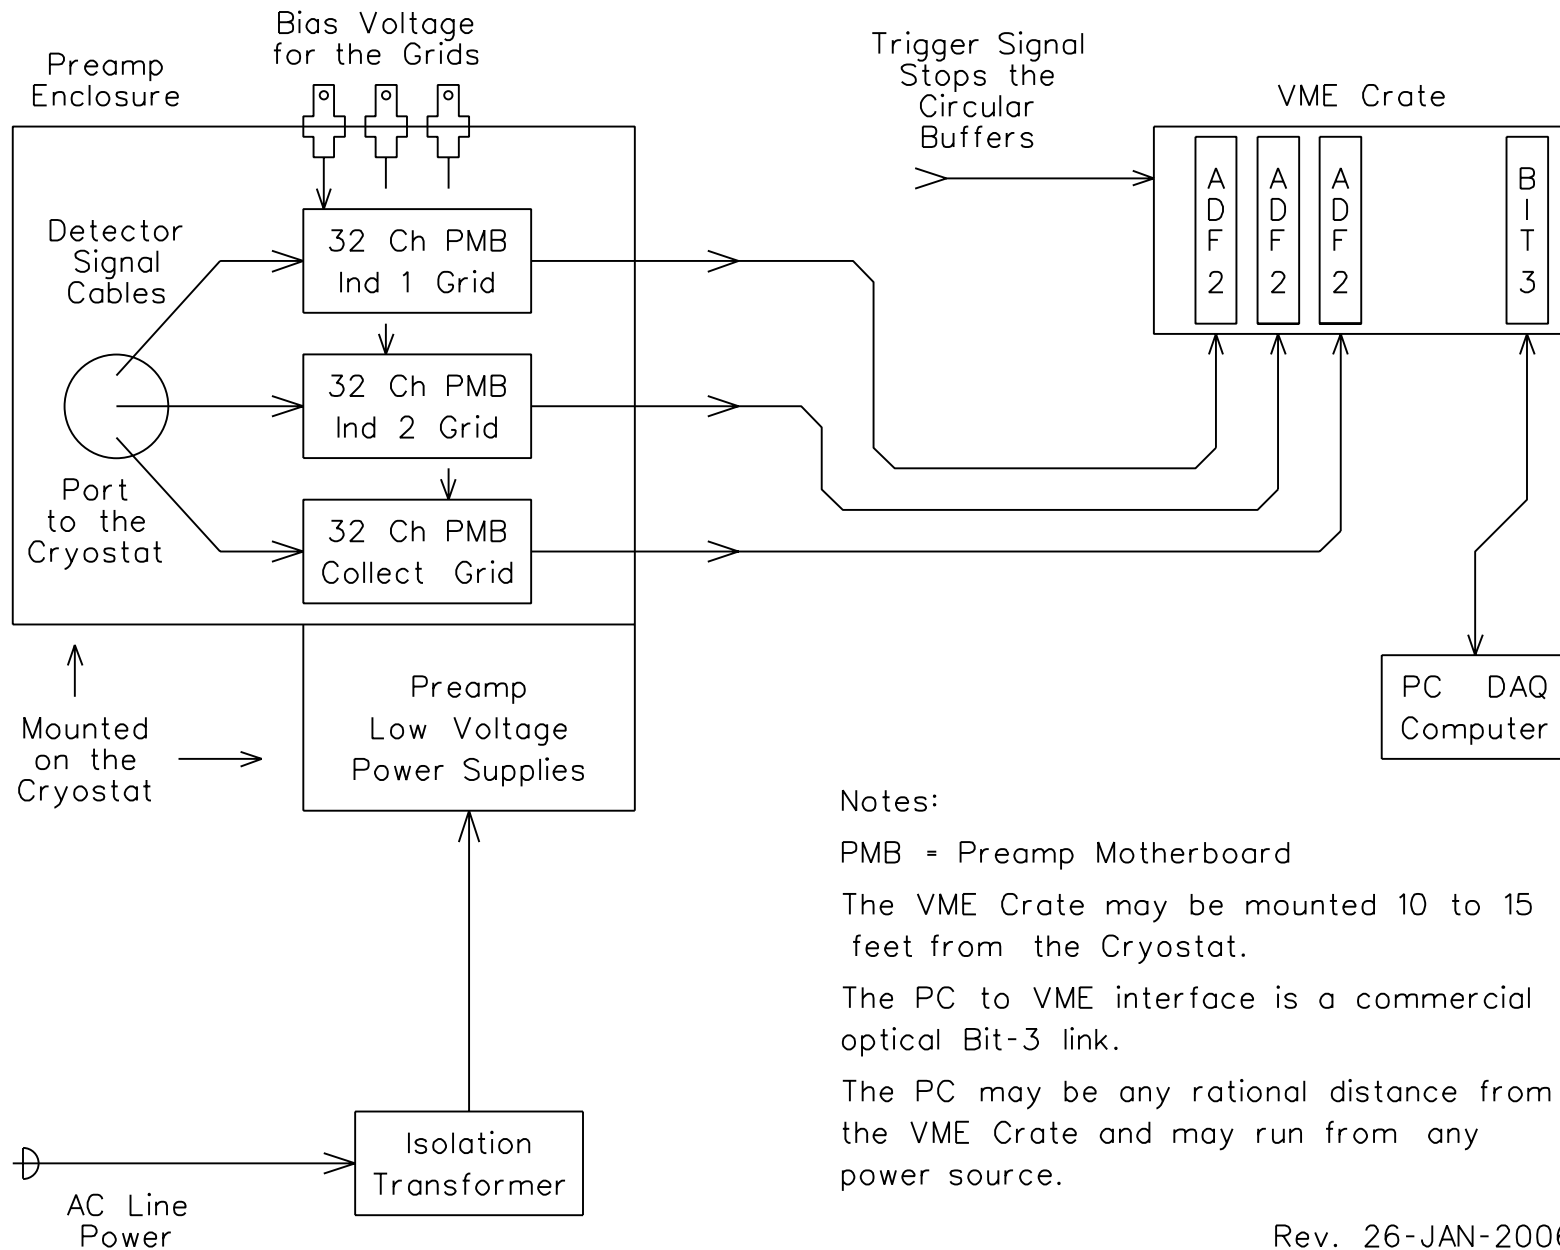 Bias Voltage
for the Grids
Preamp
Enclosure
Trigger Signal
Stops the
Circular
Buffers
VME Crate
ADF2
ADF2
ADF2
BIT3
Detector
Signal
Cables
32 Ch PMB
Ind 1 Grid
32 Ch PMB
Ind 2 Grid
32 Ch PMB
Collect Grid
Port
to the
Cryostat
Mounted
on the
Cryostat
Preamp
Low Voltage
Power Supplies
PC DAQ
Computer
Notes:
PMB = Preamp Motherboard
The VME Crate may be mounted 10 to 15
feet from the Cryostat.
The PC to VME interface is a commercial
optical Bit-3 link.
The PC may be any rational distance from
the VME Crate and may run from any
power source.
Isolation
Transformer
AC Line
Power
Rev. 26-JAN-2006